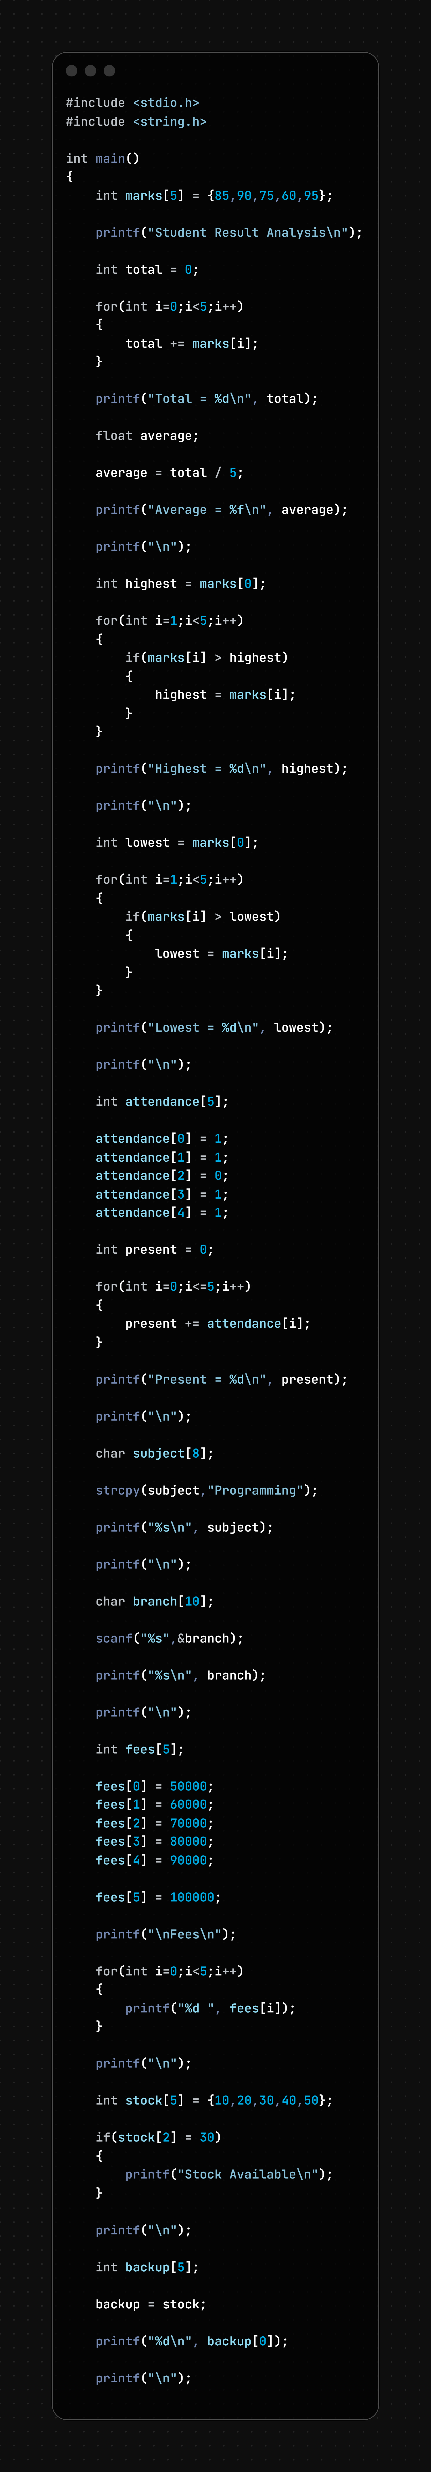 #include <stdio.h>
#include <string.h>

int main()
{
    int marks[5] = {85,90,75,60,95};

    printf("Student Result Analysis\n");

    int total = 0;

    for(int i=0;i<5;i++)
    {
        total += marks[i];
    }

    printf("Total = %d\n", total);

    float average;

    average = total / 5;

    printf("Average = %f\n", average);

    printf("\n");

    int highest = marks[0];

    for(int i=1;i<5;i++)
    {
        if(marks[i] > highest)
        {
            highest = marks[i];
        }
    }

    printf("Highest = %d\n", highest);

    printf("\n");

    int lowest = marks[0];

    for(int i=1;i<5;i++)
    {
        if(marks[i] > lowest)
        {
            lowest = marks[i];
        }
    }

    printf("Lowest = %d\n", lowest);

    printf("\n");

    int attendance[5];

    attendance[0] = 1;
    attendance[1] = 1;
    attendance[2] = 0;
    attendance[3] = 1;
    attendance[4] = 1;

    int present = 0;

    for(int i=0;i<=5;i++)
    {
        present += attendance[i];
    }

    printf("Present = %d\n", present);

    printf("\n");

    char subject[8];

    strcpy(subject,"Programming");

    printf("%s\n", subject);

    printf("\n");

    char branch[10];

    scanf("%s",&branch);

    printf("%s\n", branch);

    printf("\n");

    int fees[5];

    fees[0] = 50000;
    fees[1] = 60000;
    fees[2] = 70000;
    fees[3] = 80000;
    fees[4] = 90000;

    fees[5] = 100000;

    printf("\nFees\n");

    for(int i=0;i<5;i++)
    {
        printf("%d ", fees[i]);
    }

    printf("\n");

    int stock[5] = {10,20,30,40,50};

    if(stock[2] = 30)
    {
        printf("Stock Available\n");
    }

    printf("\n");

    int backup[5];

    backup = stock;

    printf("%d\n", backup[0]);

    printf("\n");